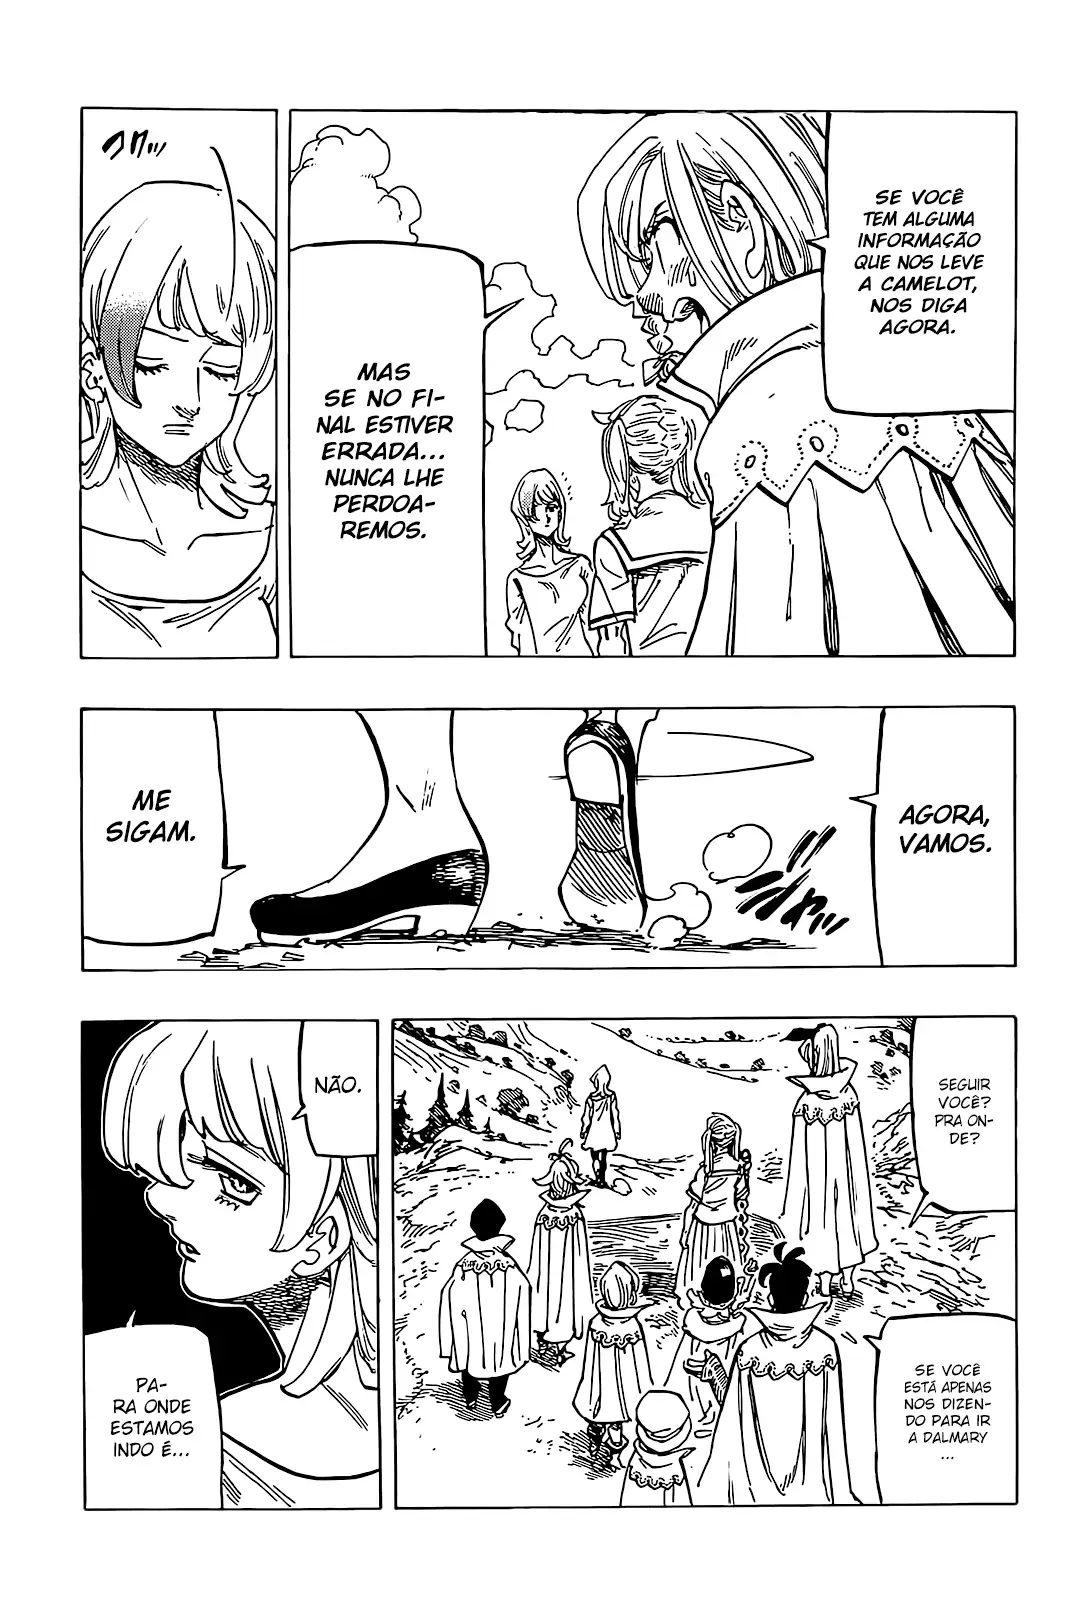 SE VOCÊ
TEM ALGUMA
INFORMAÇÃO
QUE NOS LEVE
A CAMELOT,
NOS DIGA
AGORA.
MAS
SE NO FI-
NAL ESTIVER
ERRADA...
NUNCA LHE
PERDOA-
REMOS.
AGORA,
VAMOS.
ME
SIGAM.
SEGUIR
VOCÊ?
PRA ON-
DE?
SE VOCÊ
ESTÁ APENAS
NOS DIZEN-
DO PARA IR
A DALMARY
...
NÃO.
PA-
RA ONDE
ESTAMOS
INDO É...